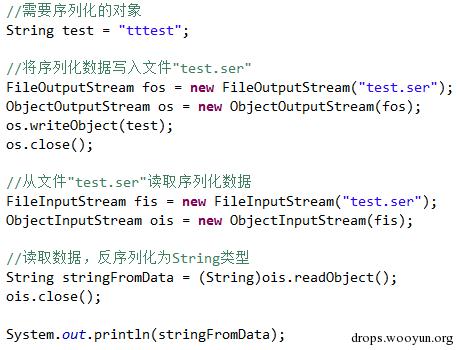 //需要序列化的对象
String test = "tttest";
//将序列化数据写入文件"test.ser"
FileOutputStream fos = new FileOutputStream("test.ser");
ObjectOutputStream os = new ObjectOutputStream(fos);
os.writeObject(test);
os.close();
//从文件"test.ser"读取序列化数据
FileInputStream fis = new FileInputStream("test.ser");
ObjectInputStream ois = new ObjectInputStream(fis);
//读取数据，反序列化为String类型
String stringFromData = (String)ois.readObject();
ois.close();
System.out.println(stringFromData);
drops.wooyun.org